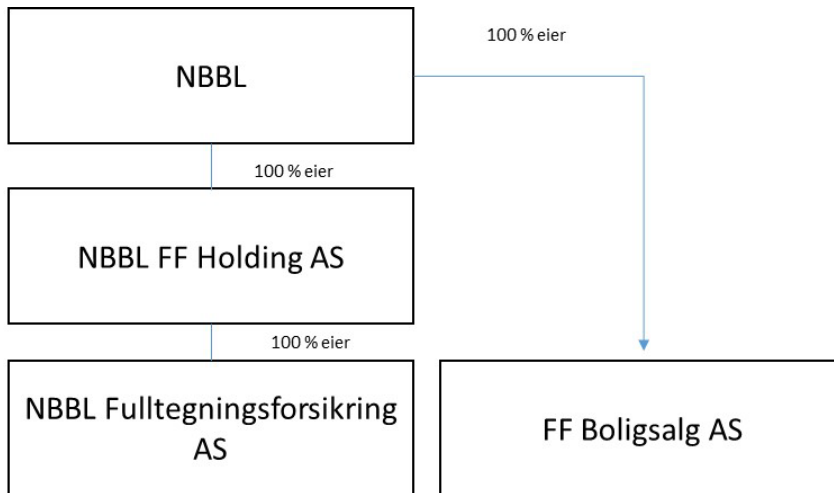 NBBL
100 % eier
100 % eier
NBBL FF Holding AS
100 % eier
NBBL Fulltegningsforsikring
AS
FF Boligsalg AS